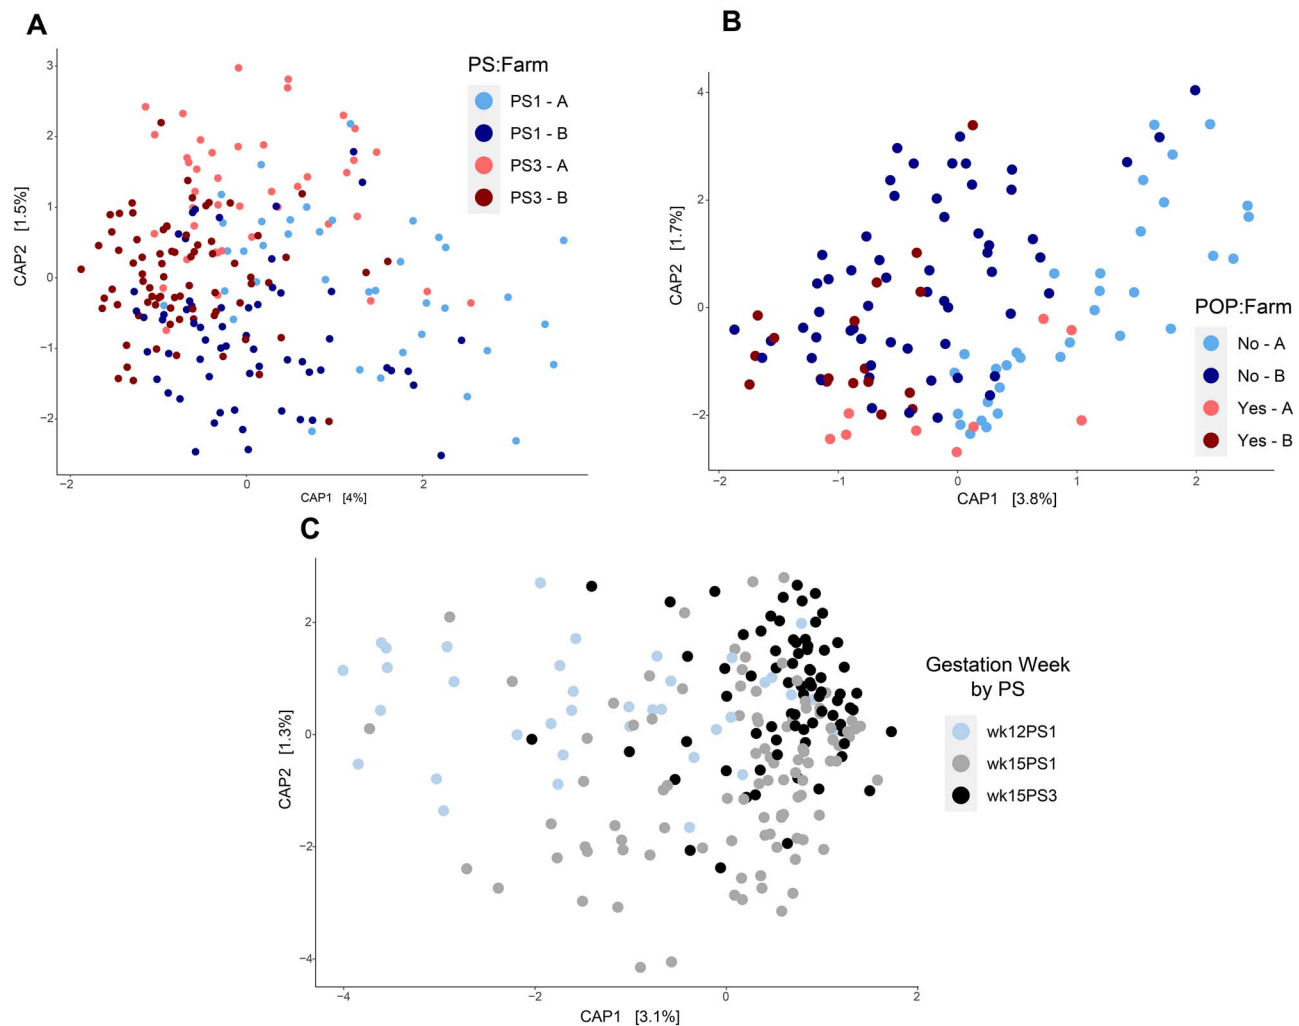 A
PS:Farm
PS1 - A
PS1 - B
PS3 - A
PS3 - B
3
2
1
0
−1
−2
CAP2 [1.5%]
−2
0
2
CAP1 [4%]
B
4
2
0
−2
CAP2 [1.7%]
POP:Farm
No - A
No - B
Yes - A
Yes - B
−2
−1
0
1
2
CAP1 [3.8%]
C
2
0
−2
−4
CAP2 [1.3%]
Gestation Week
by PS
wk12PS1
wk15PS1
wk15PS3
−4
−2
0
2
CAP1 [3.1%]